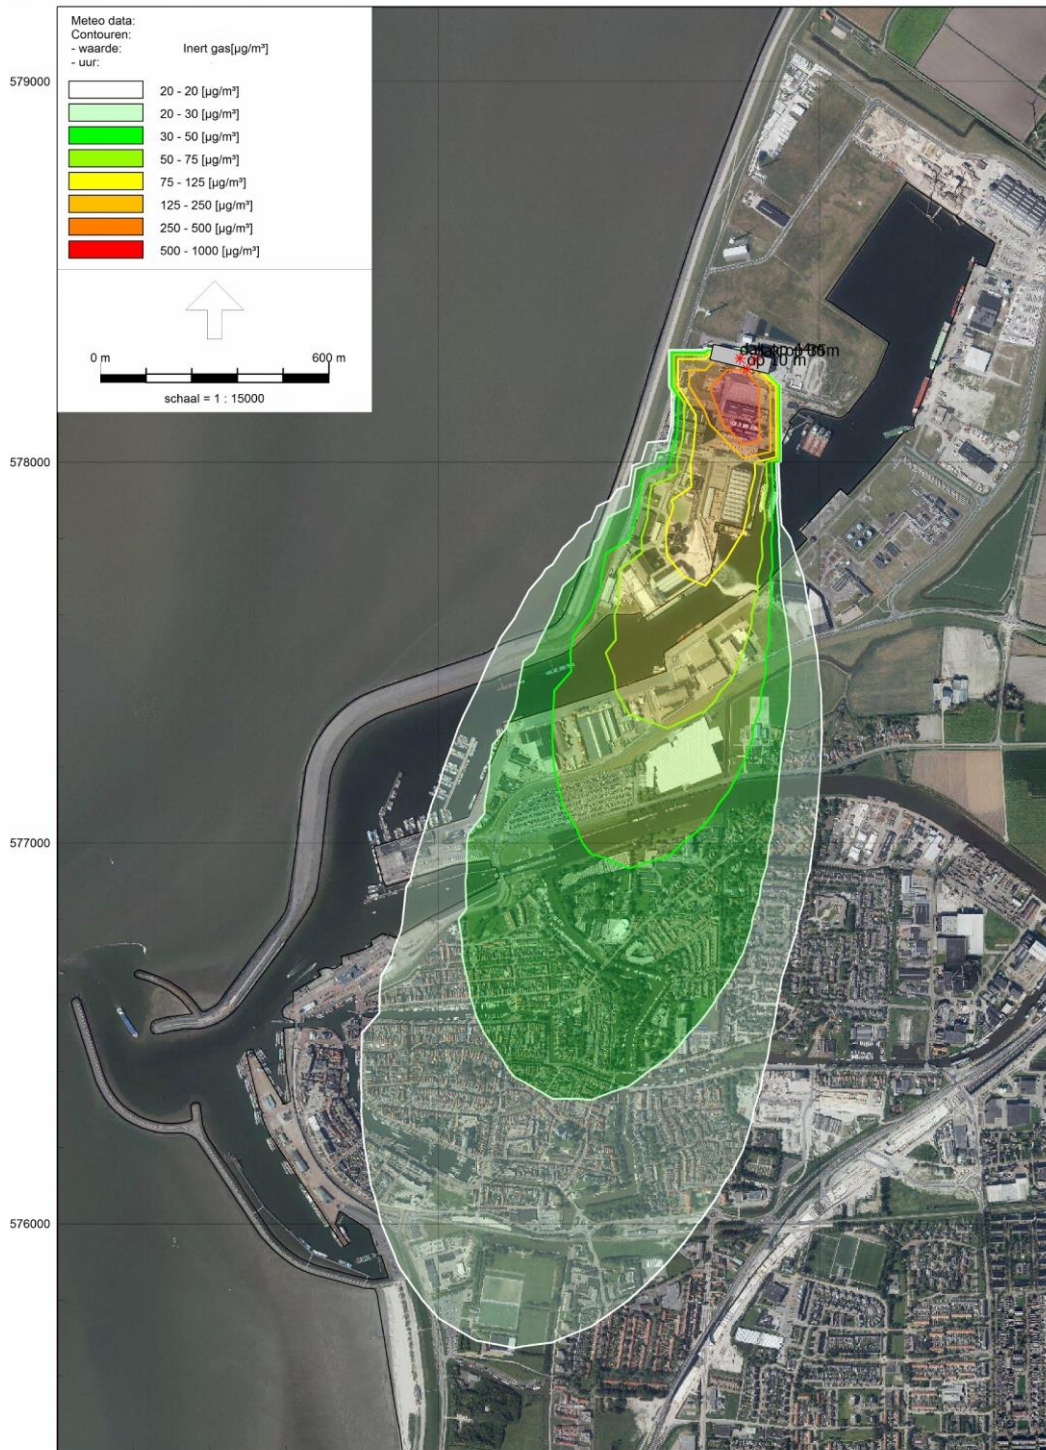 Meteo data:
Contouren:
- waarde: Inert gas[µg/m³]
- uur:
20 - 20 [µg/m³]
20 - 30 [µg/m³]
30 - 50 [µg/m³]
50 - 75 [µg/m³]
75 - 125 [µg/m³]
125 - 250 [µg/m³]
250 - 500 [µg/m³]
500 - 1000 [µg/m³]
0 m 600 m
schaal = 1 : 15000
579000
op 10 m
578000
577000
576000